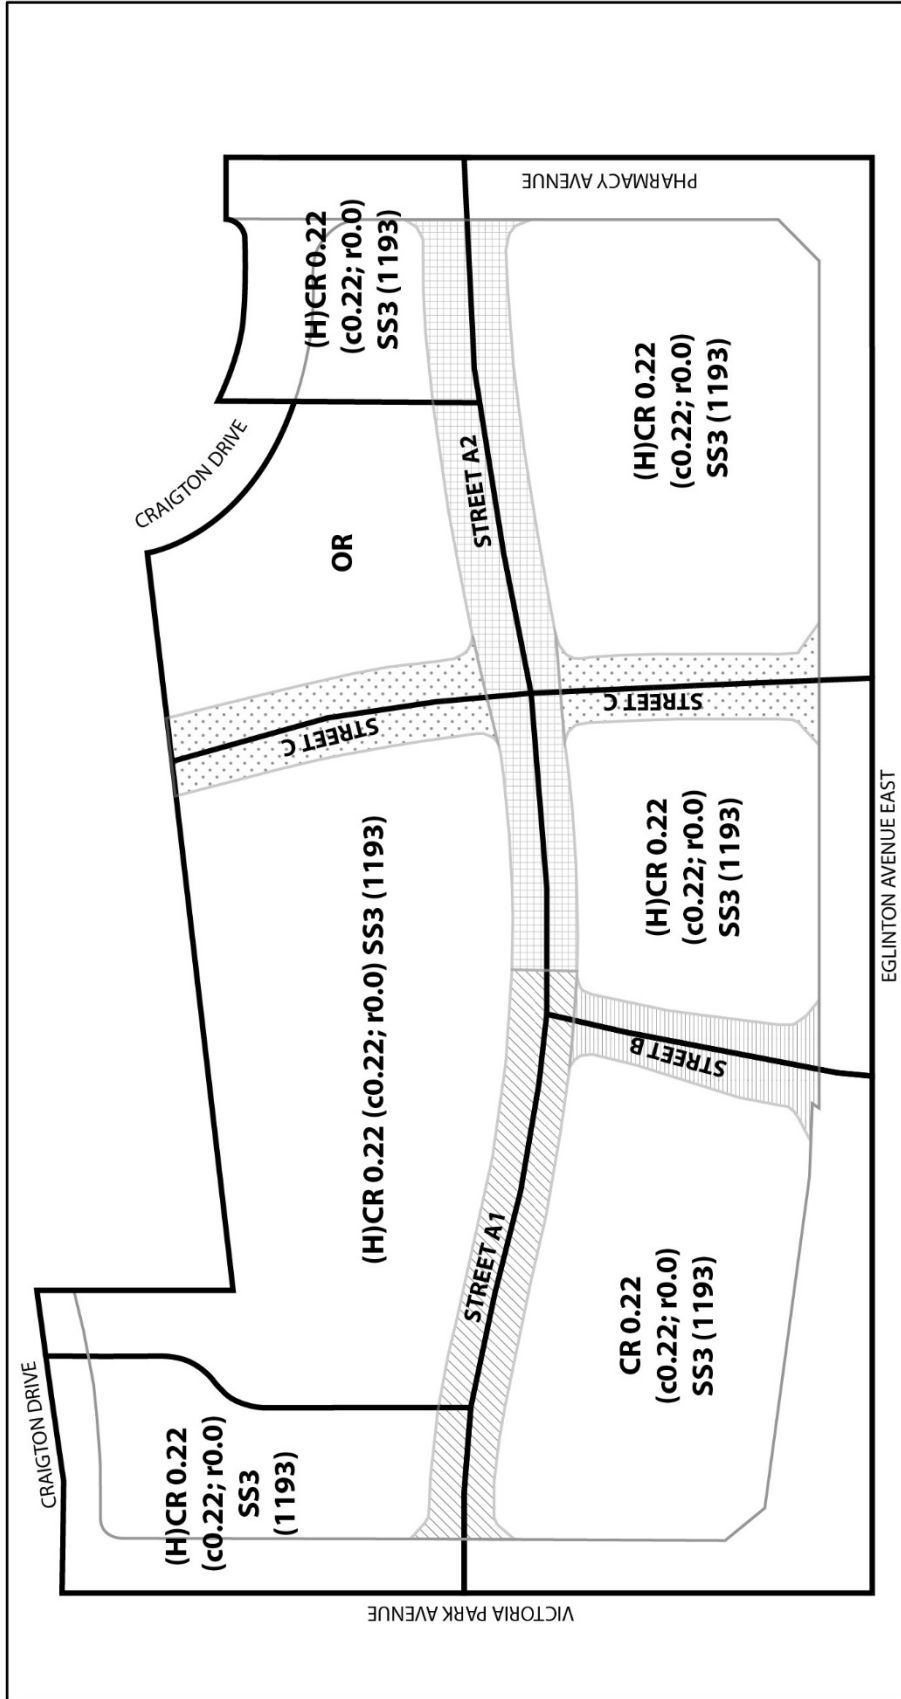 CRAIGTON DRIVE
CRAIGTON DRIVE
(H)CR 0.22
(c0.22; r0.0)
SS3
(1193)
(H)CR 0.22 (c0.22; r0.0) SS3 (1193)
OR
(H)CR 0.22
(c0.22; r0.0)
SS3 (1193)
STREET C
STREET A1
STREET A2
VICTORIA PARK AVENUE
PHARMACY AVENUE
CR 0.22
(c0.22; r0.0)
SS3 (1193)
STREET B
(H)CR 0.22
(c0.22; r0.0)
SS3 (1193)
STREET C
(H)CR 0.22
(c0.22; r0.0)
SS3 (1193)
EGLINTON AVENUE EAST